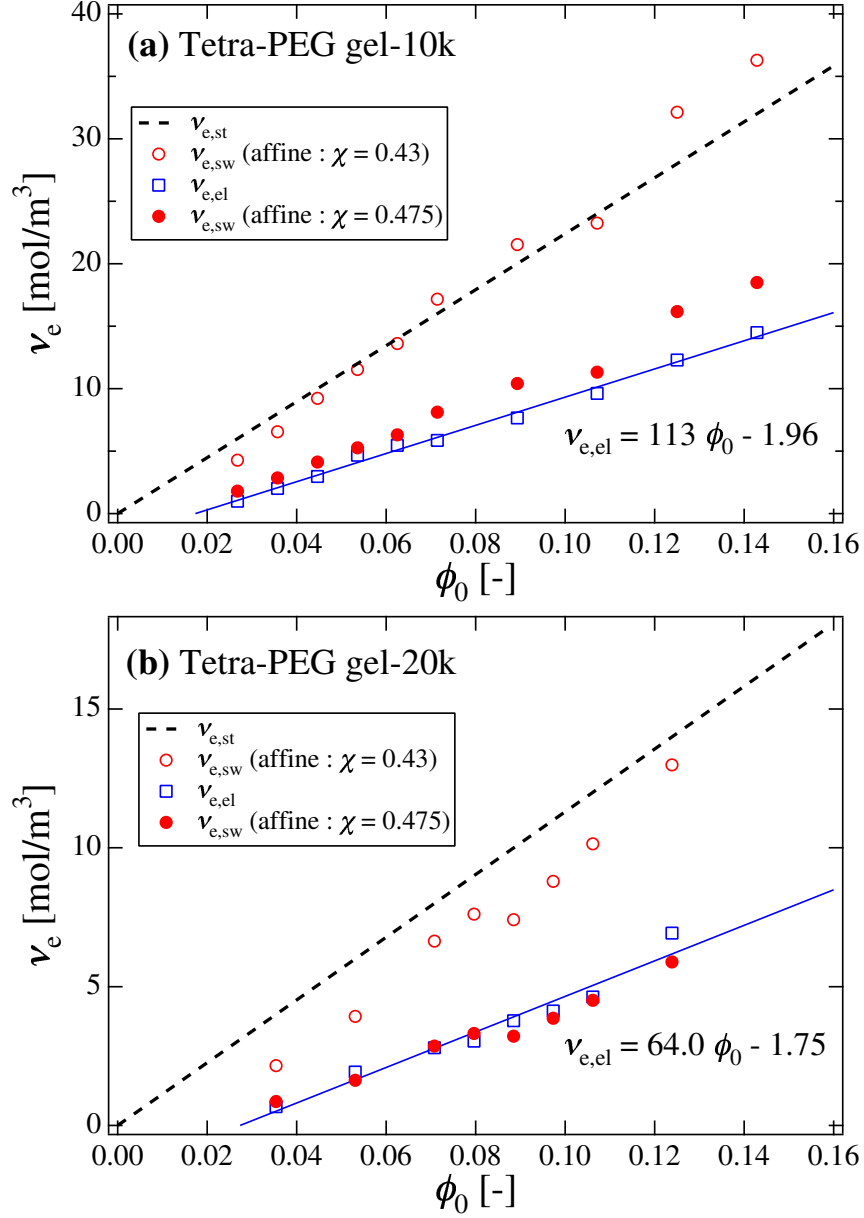 40
30
20
10
0
ν_e [mol/m³]
(a) Tetra-PEG gel-10k
ν_e,st
ν_e,sw (affine : χ = 0.43)
ν_e,el
ν_e,sw (affine : χ = 0.475)
ν_e,el = 113 ϕ₀ - 1.96
0.00 0.02 0.04 0.06 0.08 0.10 0.12 0.14 0.16
ϕ₀ [-]
15
10
5
0
ν_e [mol/m³]
(b) Tetra-PEG gel-20k
ν_e,st
ν_e,sw (affine : χ = 0.43)
ν_e,el
ν_e,sw (affine : χ = 0.475)
ν_e,el = 64.0 ϕ₀ - 1.75
0.00 0.02 0.04 0.06 0.08 0.10 0.12 0.14 0.16
ϕ₀ [-]